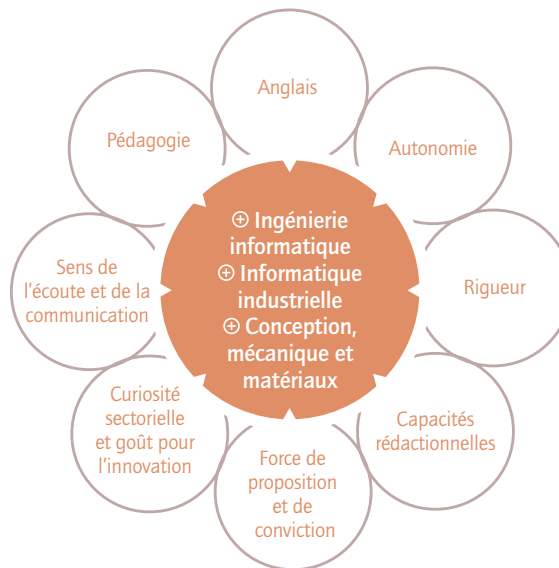 Anglais
Autonomie
Rigueur
Capacités
rédactionnelles
Force de
proposition
et de
conviction
Curiosité
sectorielle
et goût pour
l'innovation
Sens de
l'écoute et de la
communication
Pédagogie
⊕ Ingénierie
informatique
⊕ Informatique
industrielle
⊕ Conception,
mécanique et
matériaux